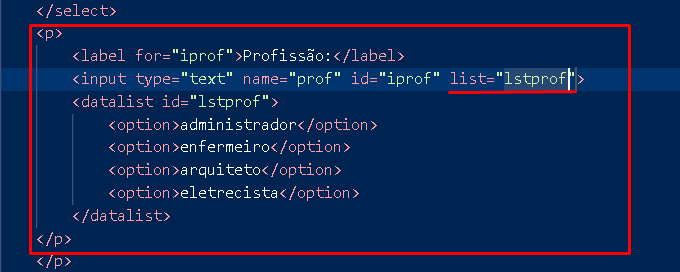 </select>
<p>
<label for="iprof">Profissão:</label>
<input type="text" name="prof" id="iprof" list="lstprof">
<datalist id="lstprof">
<option>administrador</option>
<option>enfermeiro</option>
<option>arquiteto</option>
<option>eletrecista</option>
</datalist>
</p>
</p>